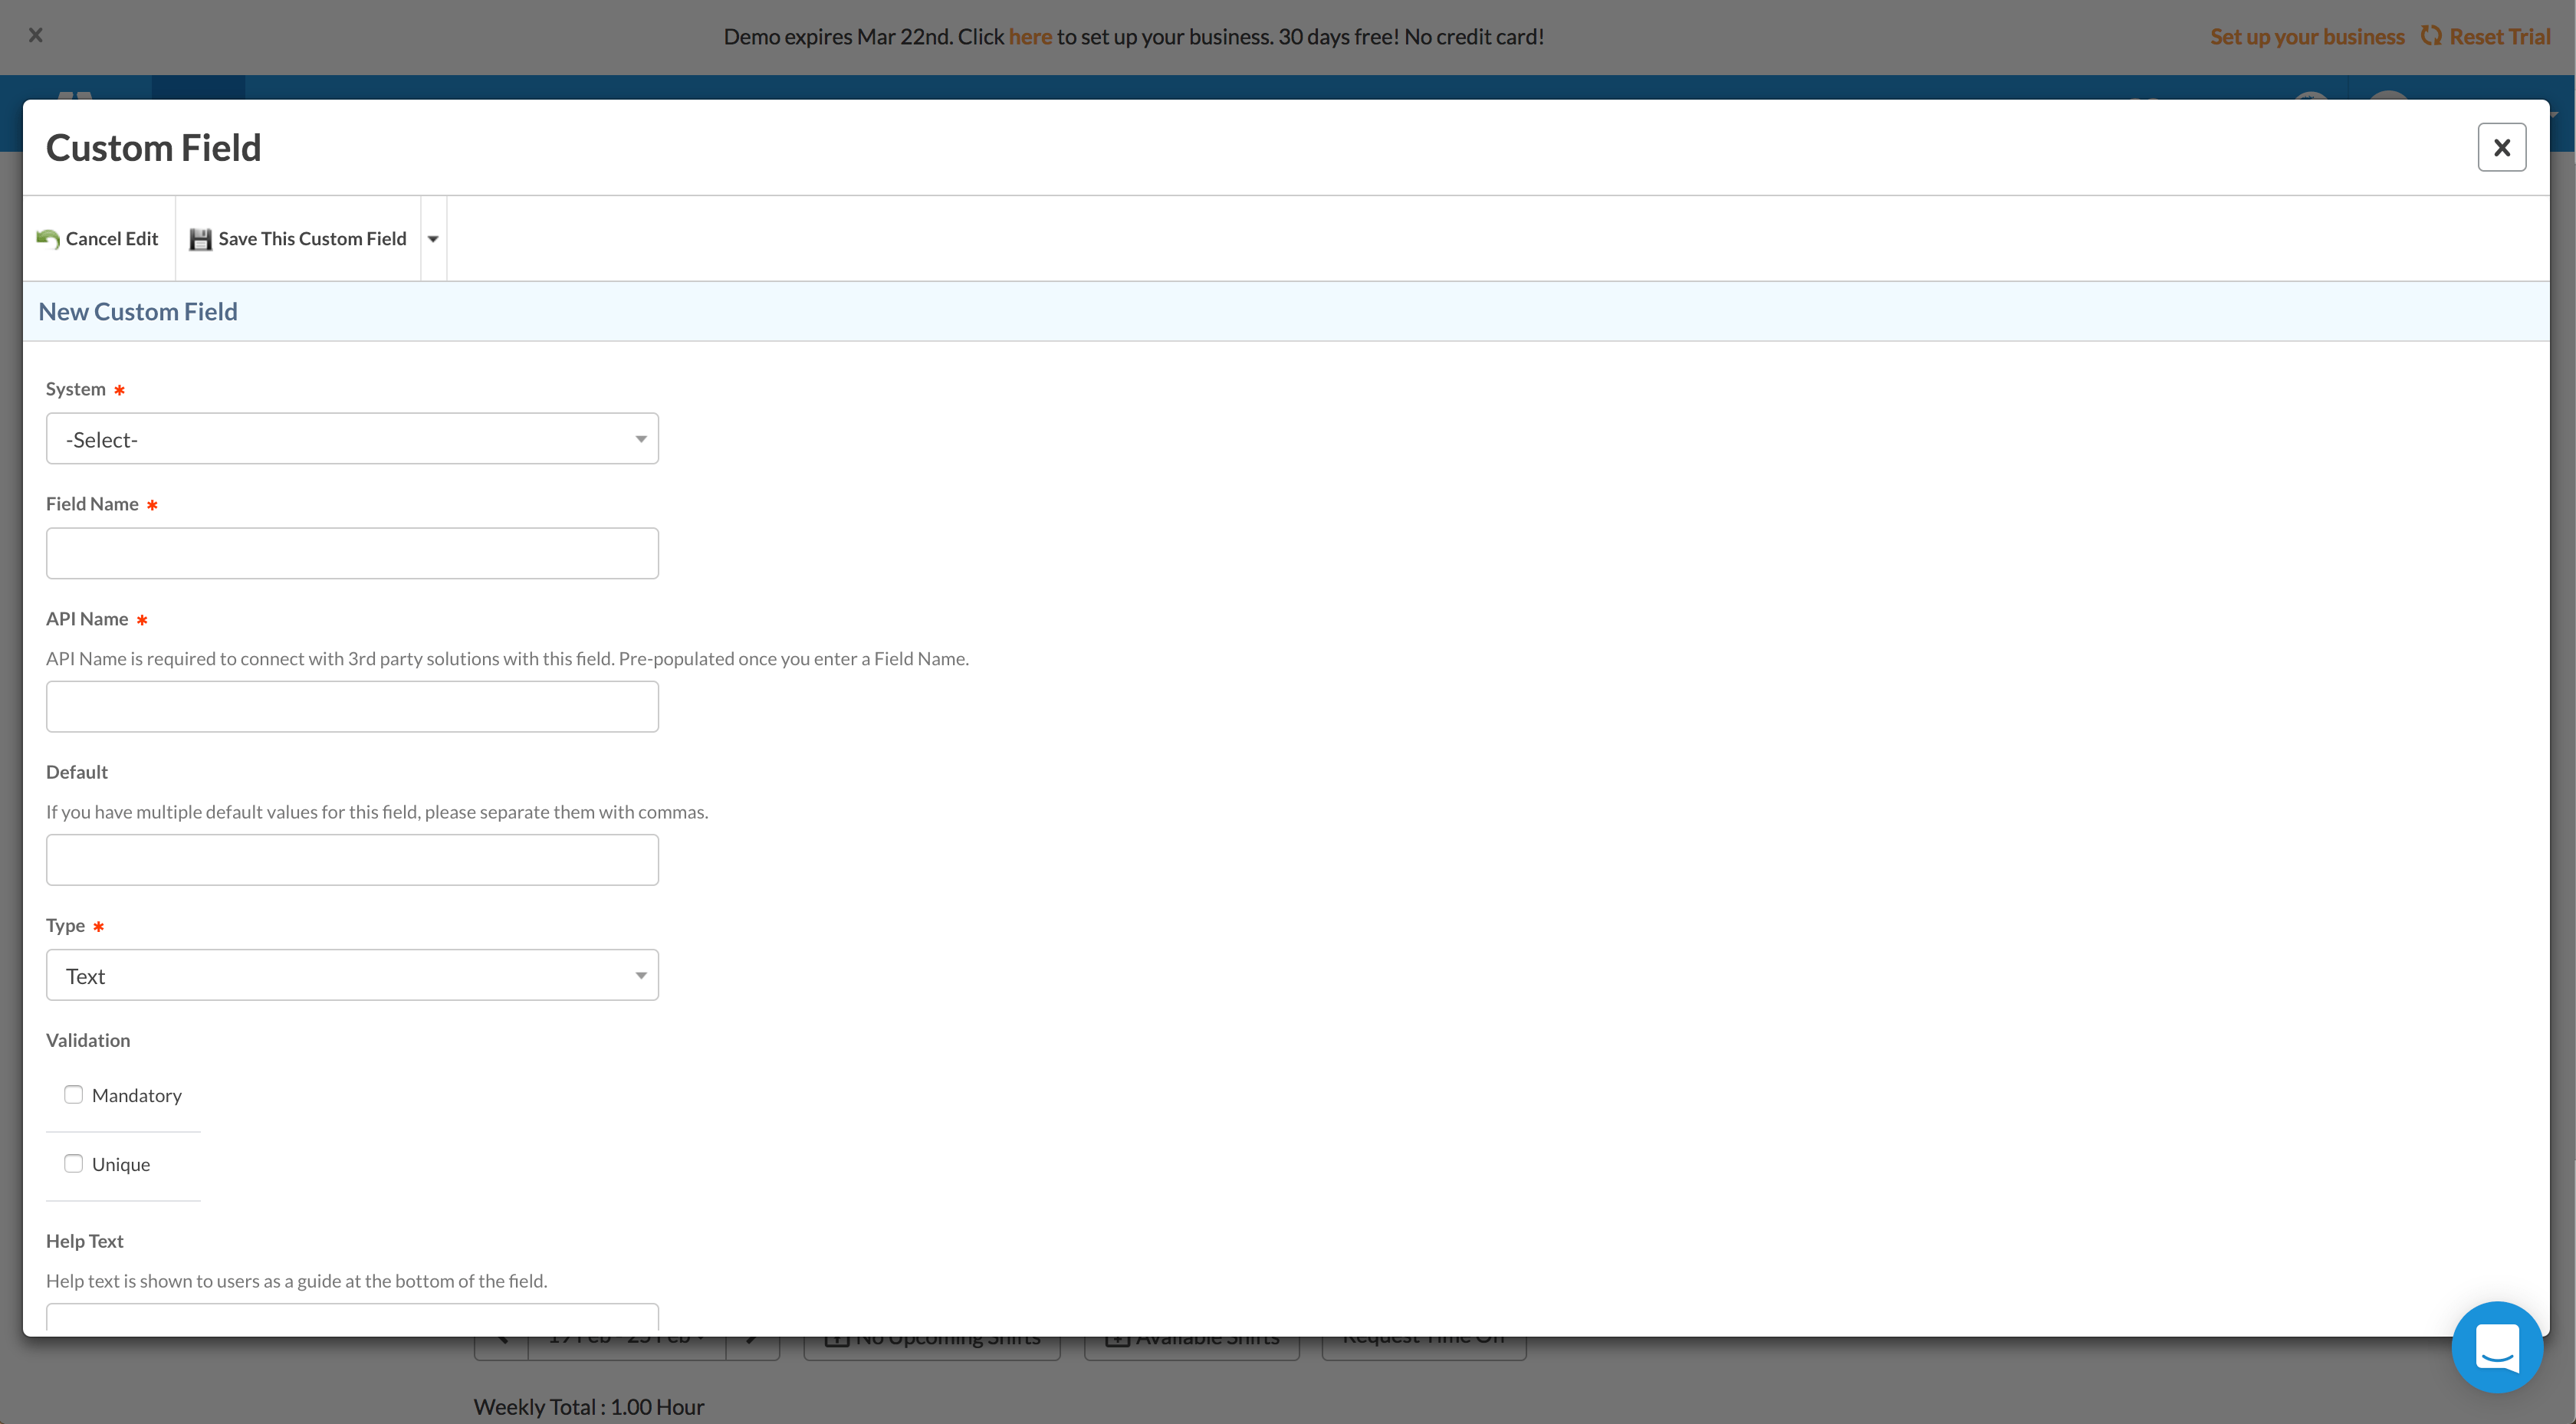 Demo expires Mar 22nd. Click here to set up your business. 30 days free! No credit card!
Set up your business Reset Trial
Custom Field
Cancel Edit
Save This Custom Field
New Custom Field
System *
-Select-
Field Name *
API Name *
API Name is required to connect with 3rd party solutions with this field. Pre-populated once you enter a Field Name.
Default
If you have multiple default values for this field, please separate them with commas.
Type *
Text
Validation
Mandatory
Unique
Help Text
Help text is shown to users as a guide at the bottom of the field.
No Upcoming Shifts
Available Shifts
Request Time Off
Weekly Total : 1.00 Hour